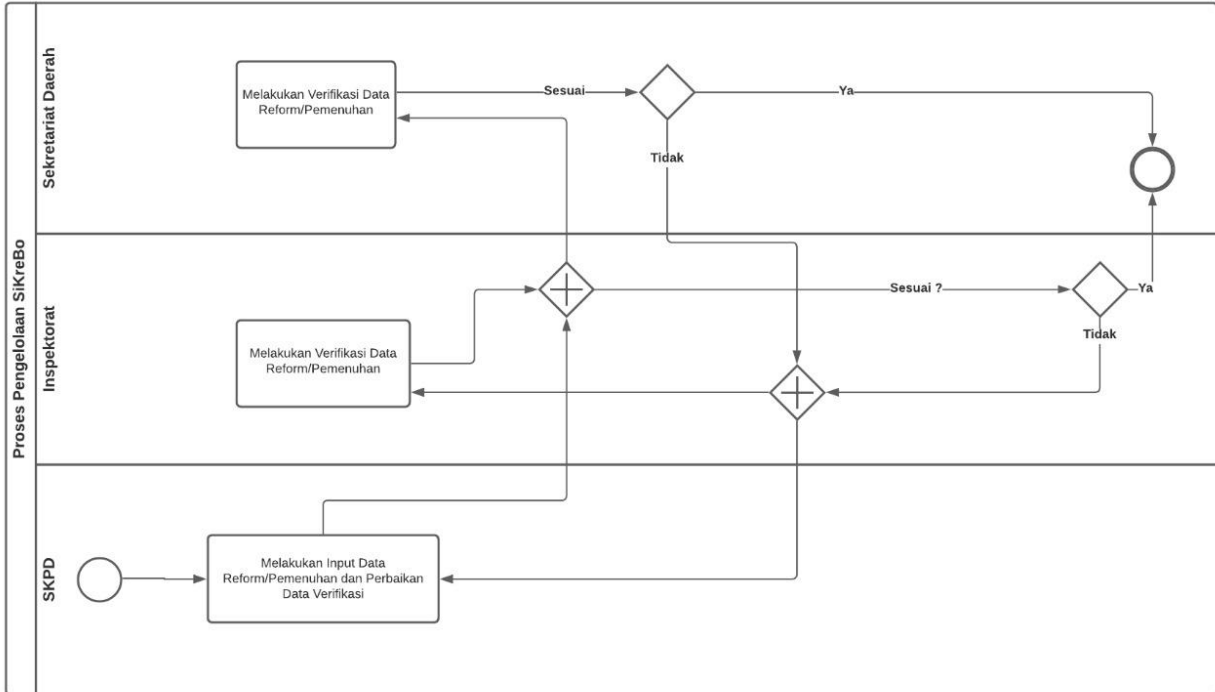 Proses Pengelolaan SiKreBo
Sekretariat Daerah
Melakukan Verifikasi Data
Reform/Pemenuhan
Sesuai
Ya
Tidak
Inspektorat
Melakukan Verifikasi Data
Reform/Pemenuhan
Sesuai ?
Ya
Tidak
SKPD
Melakukan Input Data
Reform/Pemenuhan dan Perbaikan
Data Verifikasi